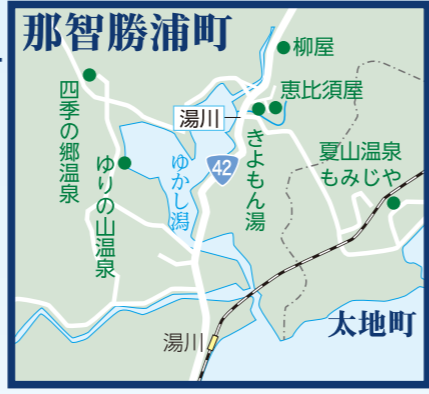 那智勝浦町
柳屋
恵比須屋
湯川
きよもん湯
四季の郷温泉
ゆりの山温泉
ゆかし潟
42
夏山温泉
もみじや
太地町
湯川